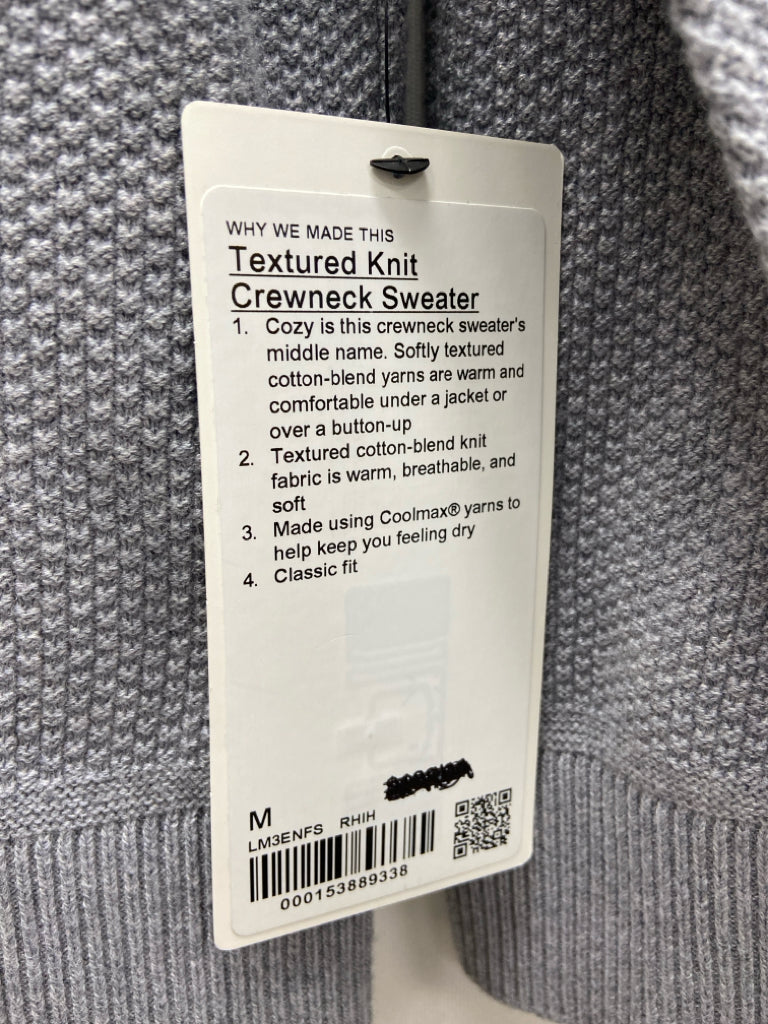 WHY WE MADE THIS
Textured Knit
Crewneck Sweater
1. Cozy is this crewneck sweater's
middle name. Softly textured
cotton-blend yarns are warm and
comfortable under a jacket or
over a button-up
2. Textured cotton-blend knit
fabric is warm, breathable, and
soft
3. Made using Coolmax® yarns to
help keep you feeling dry
4. Classic fit
M
LM3ENFS RHIH
000153889338